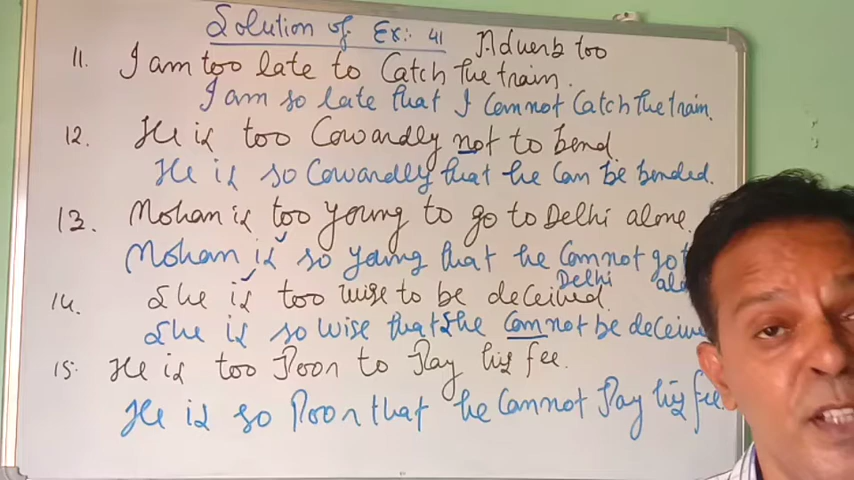 Solution of Ex:- 41
Adverb too
11. I am too late to Catch the train.
I am so late that I cannot Catch the train.
12. He is too Cowardly not to bend.
He is so Cowardly that he can be bended.
13. Mohan is too young to go to Delhi alone.
Mohan is so young that he cannot go
Delhi
14. She is too wise to be deceived.
She is so wise that she cannot be
15. He is too Poor to Pay his fee.
He is so Poor that he cannot Pay his fee.